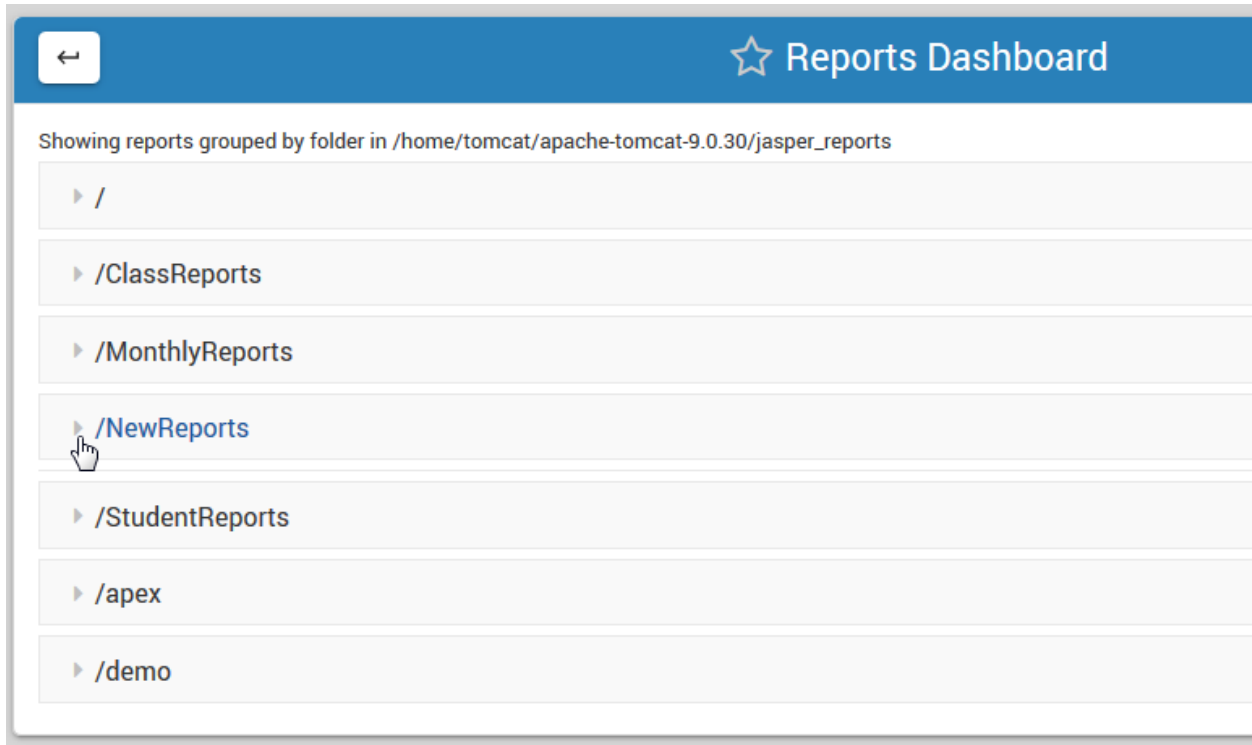 Reports Dashboard
Showing reports grouped by folder in /home/tomcat/apache-tomcat-9.0.30/jasper_reports
/
/ClassReports
/MonthlyReports
/NewReports
/StudentReports
/apex
/demo